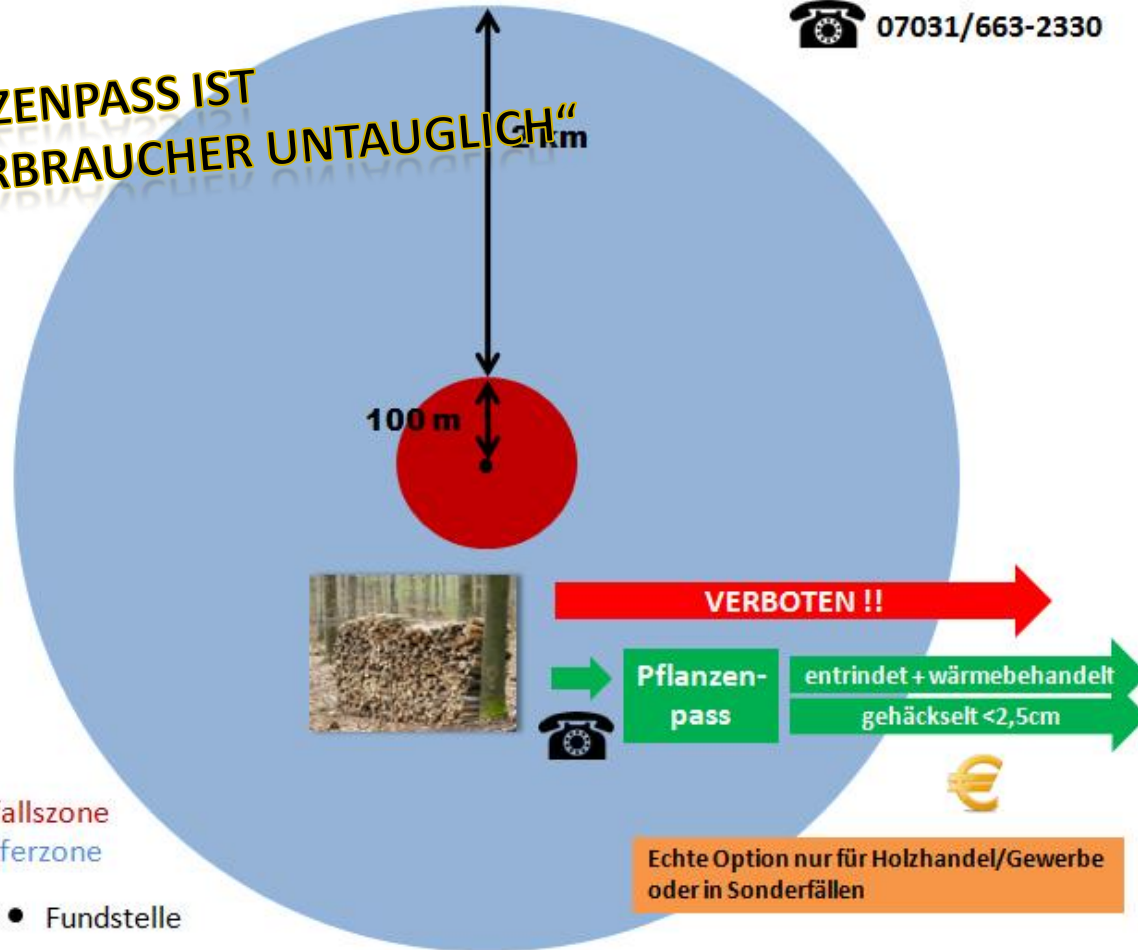 07031/663-2330
ZENPASS IST
RBRAUCHER UNTAUGLICH“
2 km
100 m
VERBOTEN !!
Pflanzen-
pass
entrindet + wärmebehandelt
gehäckselt <2,5cm
€
allszone
ferzone
Echte Option nur für Holzhandel/Gewerbe
oder in Sonderfällen
• Fundstelle